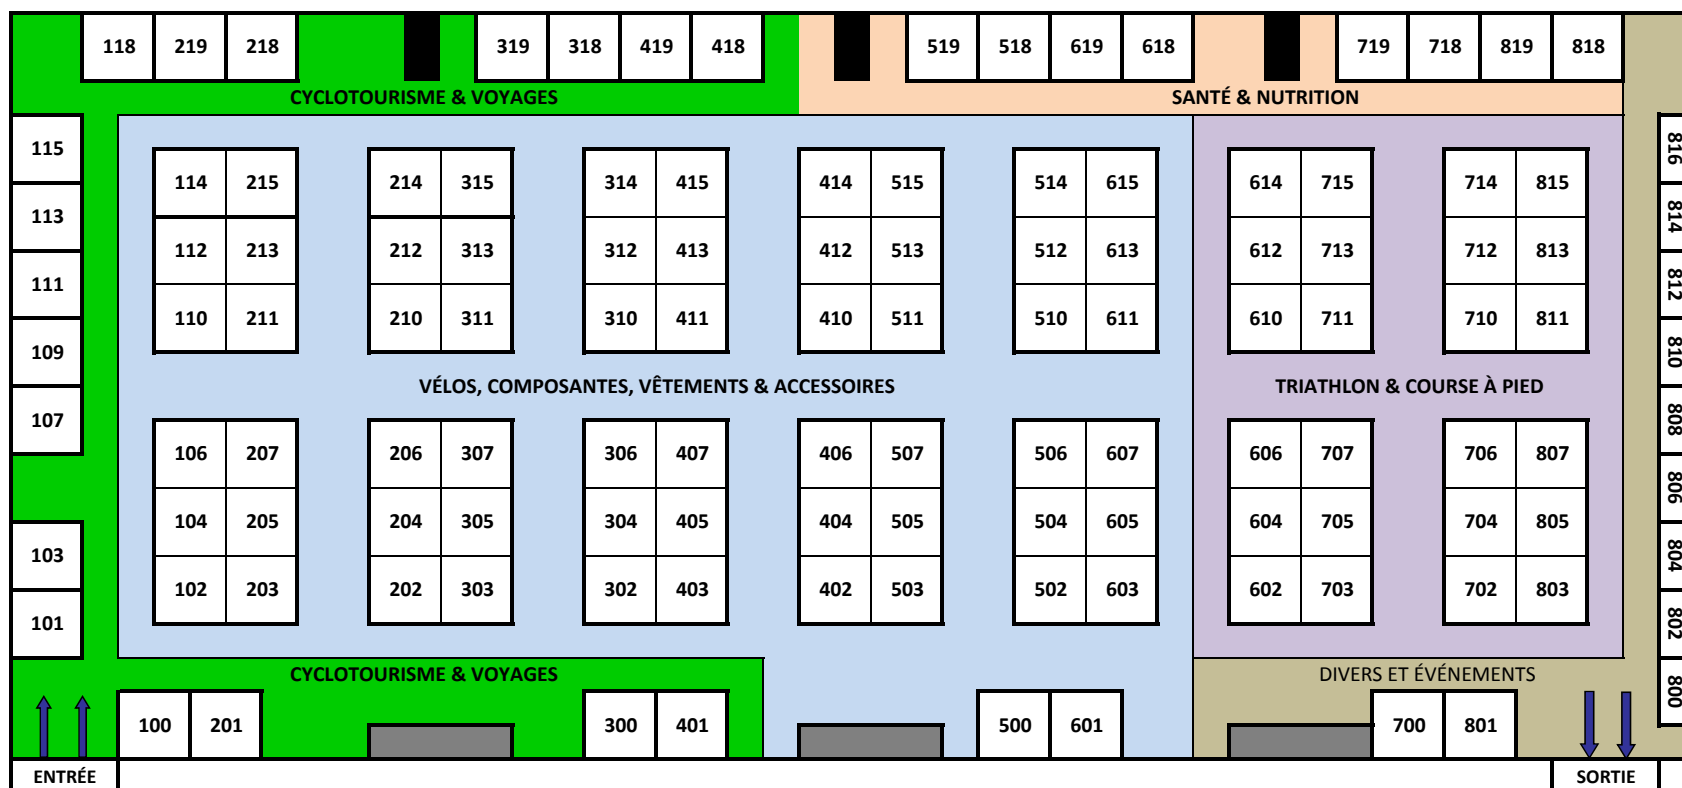 118 219 218 319 318 419 418 519 518 619 618 719 718 819 818
CYCLOTOURISME & VOYAGES SANTÉ & NUTRITION
115 816
114 215 214 315 314 415 414 515 514 615 614 715 714 815
113 814
112 213 212 313 312 413 412 513 512 613 612 713 712 813
111 812
110 211 210 311 310 411 410 511 510 611 610 711 710 811
109 810
VÉLOS, COMPOSANTES, VÊTEMENTS & ACCESSOIRES TRIATHLON & COURSE À PIED
107 808
106 207 206 307 306 407 406 507 506 607 606 707 706 807
806
104 205 204 305 304 405 404 505 504 605 604 705 704 805
103 804
102 203 202 303 302 403 402 503 502 603 602 703 702 803
101 802
CYCLOTOURISME & VOYAGES DIVERS ET ÉVÉNEMENTS
800
100 201 300 401 500 601 700 801
ENTRÉE SORTIE